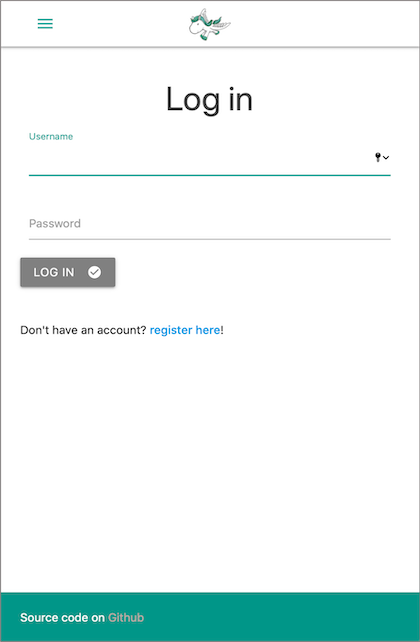 Log in
Username
Password
LOG IN
Don't have an account? register here!
Source code on Github